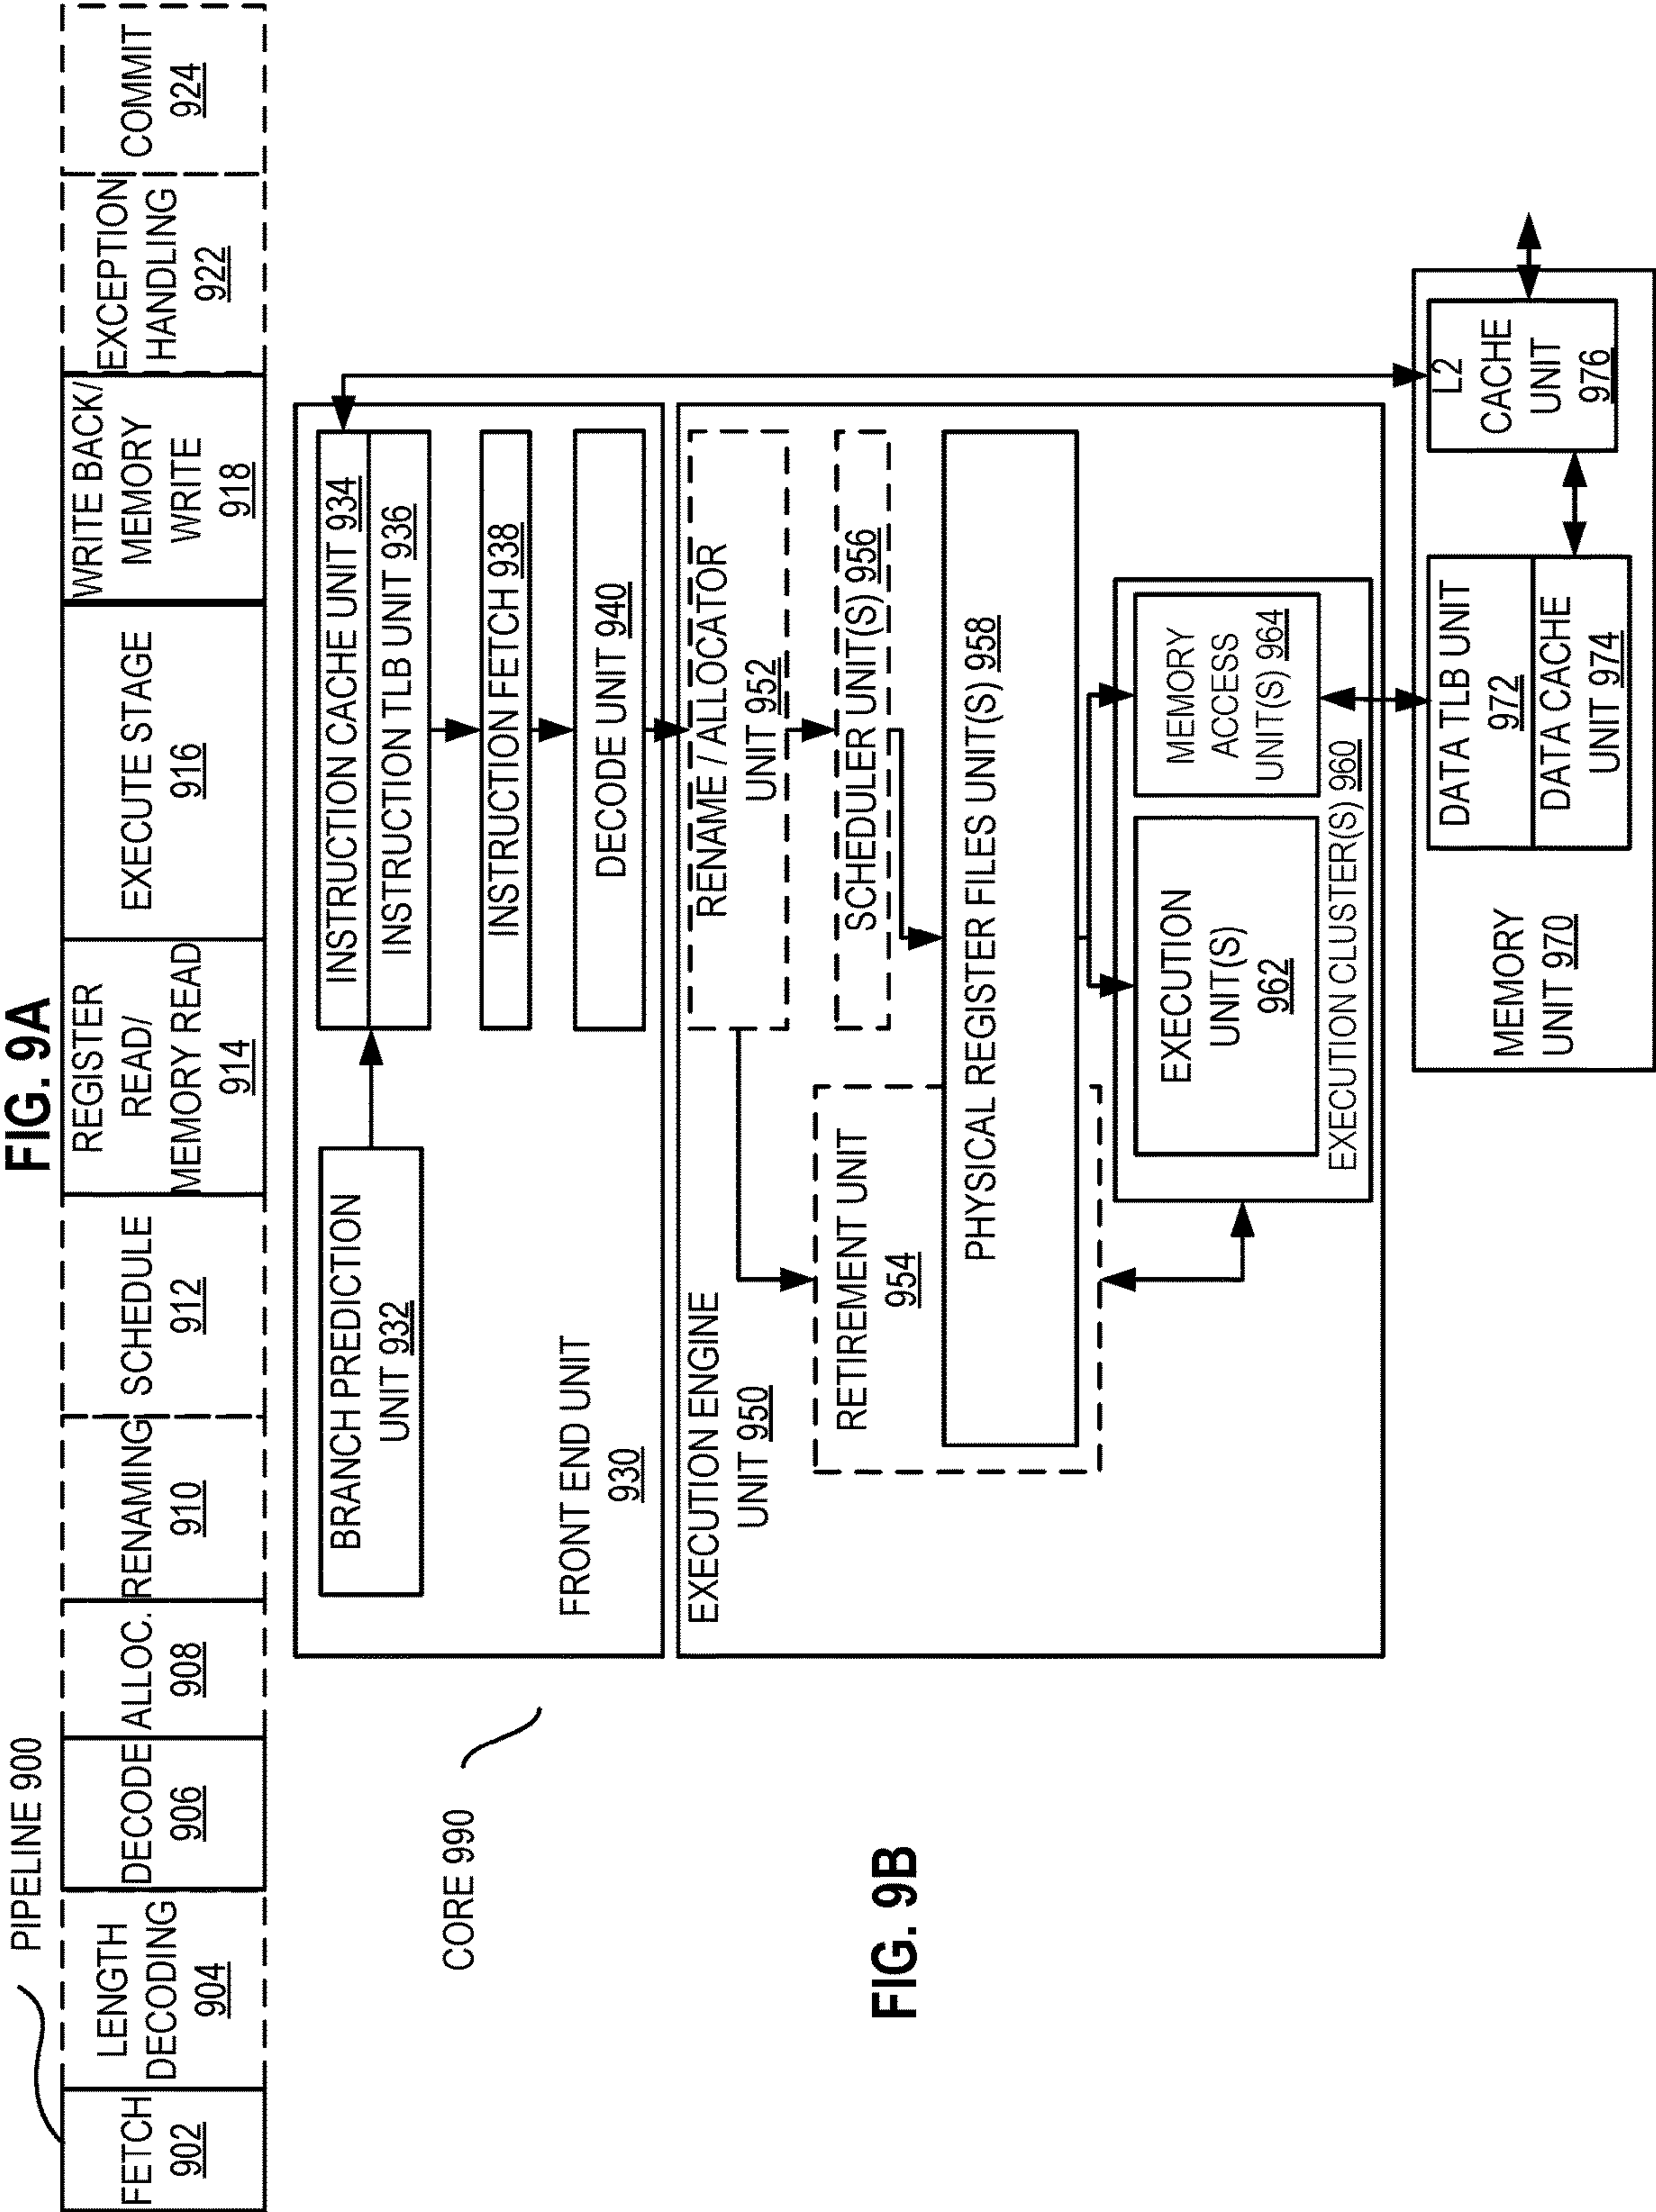 FIG. 9A
PIPELINE 900
FETCH
902
LENGTH
DECODING
904
DECODE
906
ALLOC.
908
RENAMING
910
SCHEDULE
912
REGISTER
READ/
MEMORY READ
914
EXECUTE STAGE
916
WRITE BACK/
MEMORY
WRITE
918
EXCEPTION
HANDLING
922
COMMIT
924
CORE 990
FIG. 9B
FRONT END UNIT
930
BRANCH PREDICTION
UNIT 932
INSTRUCTION CACHE UNIT 934
INSTRUCTION TLB UNIT 936
INSTRUCTION FETCH 938
DECODE UNIT 940
EXECUTION ENGINE
UNIT 950
RENAME / ALLOCATOR
UNIT 952
RETIREMENT UNIT
954
SCHEDULER UNIT(S) 956
PHYSICAL REGISTER FILES UNIT(S) 958
EXECUTION
UNIT(S)
962
MEMORY
ACCESS
UNIT(S) 964
EXECUTION CLUSTER(S) 960
MEMORY
UNIT 970
DATA TLB UNIT
972
DATA CACHE
UNIT 974
L2
CACHE
UNIT
976